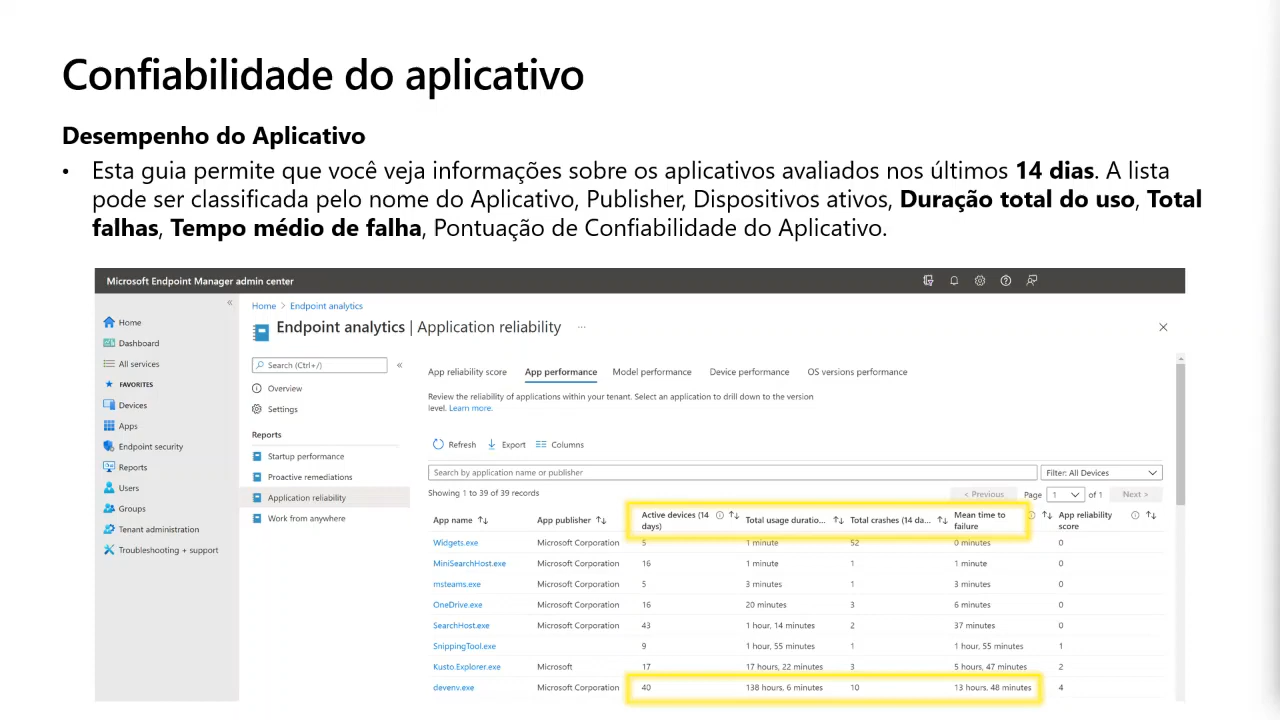 Confiabilidade do aplicativo
Desempenho do Aplicativo
• Esta guia permite que você veja informações sobre os aplicativos avaliados nos últimos 14 dias. A lista
pode ser classificada pelo nome do Aplicativo, Publisher, Dispositivos ativos, Duração total do uso, Total
falhas, Tempo médio de falha, Pontuação de Confiabilidade do Aplicativo.
Microsoft Endpoint Manager admin center
Home
Dashboard
All services
FAVORITES
Devices
Apps
Endpoint security
Reports
Users
Groups
Tenant administration
Troubleshooting + support
Home > Endpoint analytics
Endpoint analytics | Application reliability ...
Search (Ctrl+/)
Overview
Settings
Reports
Startup performance
Proactive remediations
Application reliability
Work from anywhere
App reliability score App performance Model performance Device performance OS versions performance
Review the reliability of applications within your tenant. Select an application to drill down to the version
level. Learn more.
Refresh Export Columns
Search by application name or publisher Filter: All Devices
Showing 1 to 39 of 39 records < Previous Page 1 of 1 Next >
App name App publisher Active devices (14 days) Total usage duratio... Total crashes (14 da... Mean time to failure App reliability score
Widgets.exe Microsoft Corporation 5 1 minute 52 0 minutes 0
MiniSearchHost.exe Microsoft Corporation 16 1 minute 1 1 minute 0
msteams.exe Microsoft Corporation 5 3 minutes 1 3 minutes 0
OneDrive.exe Microsoft Corporation 16 20 minutes 3 6 minutes 0
SearchHost.exe Microsoft Corporation 43 1 hour, 14 minutes 2 37 minutes 0
SnippingTool.exe 9 1 hour, 55 minutes 1 1 hour, 55 minutes 1
Kusto.Explorer.exe Microsoft 17 17 hours, 22 minutes 3 5 hours, 47 minutes 2
devenv.exe Microsoft Corporation 40 138 hours, 6 minutes 10 13 hours, 48 minutes 4